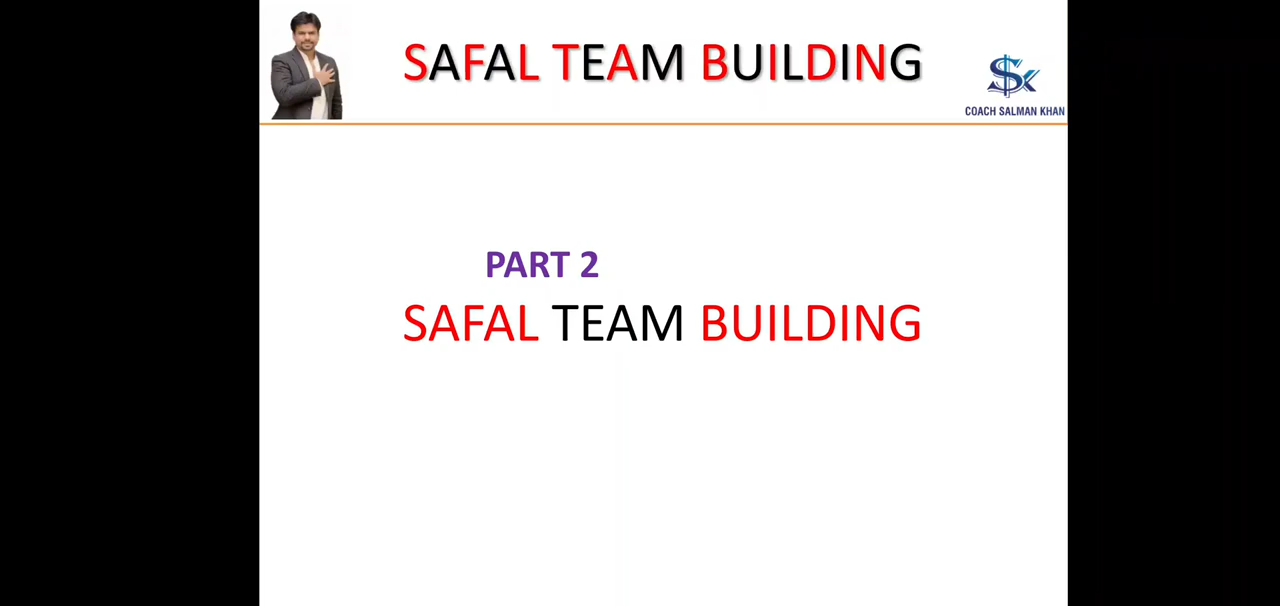 SAFAL TEAM BUILDING
COACH SALMAN KHAN
PART 2
SAFAL TEAM BUILDING